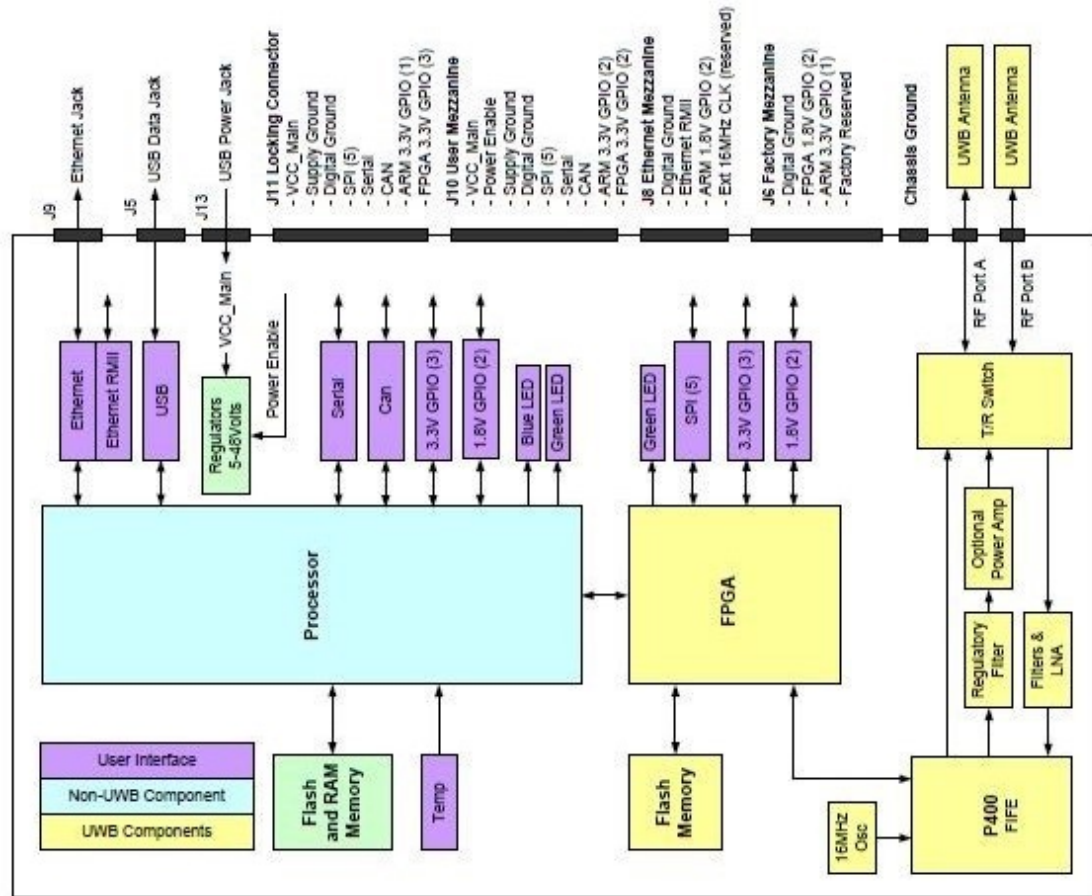 J9
Ethernet Jack
J5
USB Data Jack
J13
USB Power Jack
J11 Locking Connector
- VCC_Main
- Supply Ground
- Digital Ground
- SPI (5)
- Serial
- CAN
- ARM 3.3V GPIO (1)
- FPGA 3.3V GPIO (3)
J10 User Mezzanine
- VCC_Main
- Power Enable
- Supply Ground
- Digital Ground
- SPI (5)
- Serial
- CAN
- ARM 3.3V GPIO (2)
- FPGA 3.3V GPIO (2)
J8 Ethernet Mezzanine
- Digital Ground
- Ethernet RMII
- ARM 1.8V GPIO (2)
- Ext 16MHz CLK (reserved)
J6 Factory Mezzanine
- Digital Ground
- FPGA 1.8V GPIO (2)
- ARM 3.3V GPIO (1)
- Factory Reserved
Chassis Ground
UWB Antenna
UWB Antenna
Ethernet
Ethernet RMII
USB
VCC_Main
Regulators
5-48Volts
Power Enable
Serial
Can
3.3V GPIO (3)
1.8V GPIO (2)
Blue LED
Green LED
Green LED
SPI (5)
3.3V GPIO (3)
1.8V GPIO (2)
RF Port A
RF Port B
T/R Switch
Processor
FPGA
Optional
Power Amp
Regulatory
Filter
Filters &
LNA
User Interface
Non-UWB Component
UWB Components
Flash
and RAM
Memory
Temp
Flash
Memory
16MHz
Osc
P400
FIFE